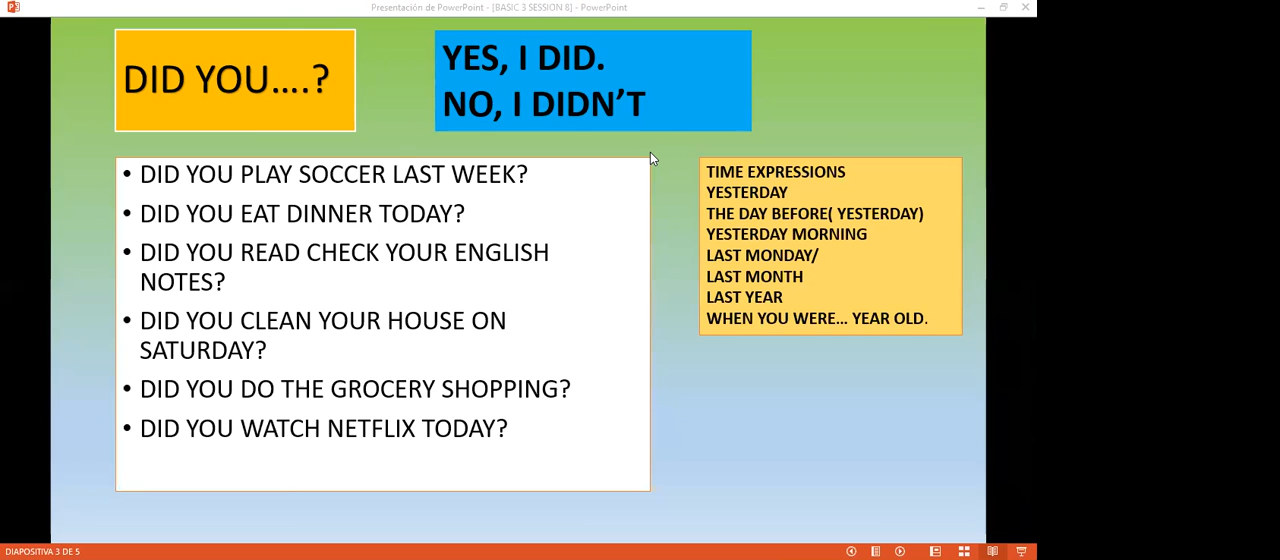 Presentación de PowerPoint - [BASIC 3 SESSION 8] - PowerPoint
DID YOU....?
YES, I DID.
NO, I DIDN'T
• DID YOU PLAY SOCCER LAST WEEK?
• DID YOU EAT DINNER TODAY?
• DID YOU READ CHECK YOUR ENGLISH
NOTES?
• DID YOU CLEAN YOUR HOUSE ON
SATURDAY?
• DID YOU DO THE GROCERY SHOPPING?
• DID YOU WATCH NETFLIX TODAY?
TIME EXPRESSIONS
YESTERDAY
THE DAY BEFORE( YESTERDAY)
YESTERDAY MORNING
LAST MONDAY/
LAST MONTH
LAST YEAR
WHEN YOU WERE... YEAR OLD.
DIAPOSITIVA 3 DE 5